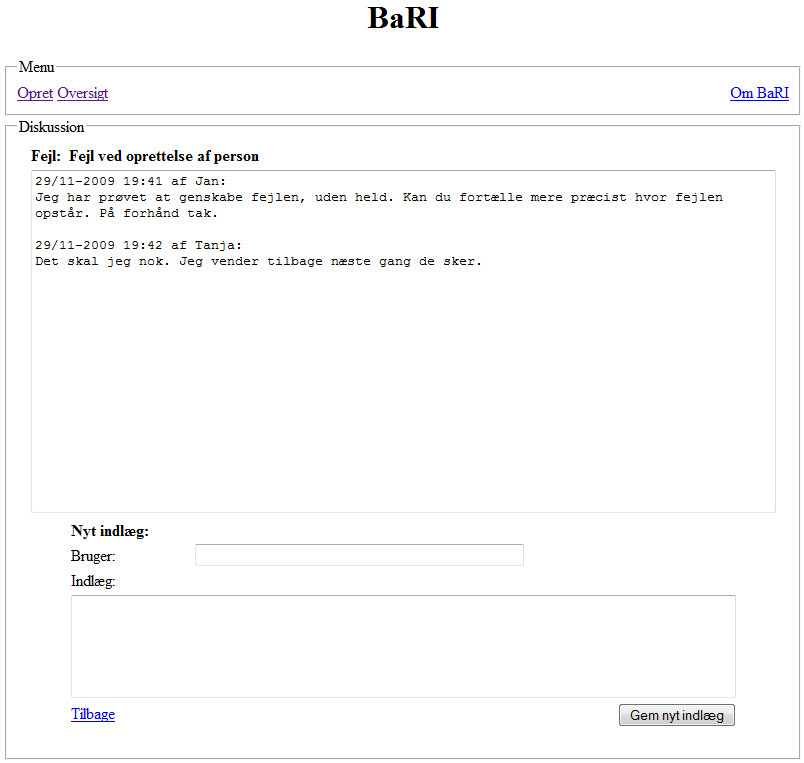 BaRI
Menu
Opret Oversigt Om BaRI
Diskussion
Fejl: Fejl ved oprettelse af person
29/11-2009 19:41 af Jan:
Jeg har prøvet at genskabe fejlen, uden held. Kan du fortælle mere præcist hvor fejlen
opstår. På forhånd tak.
29/11-2009 19:42 af Tanja:
Det skal jeg nok. Jeg vender tilbage næste gang de sker.
Nyt indlæg:
Bruger:
Indlæg:
Tilbage Gem nyt indlæg